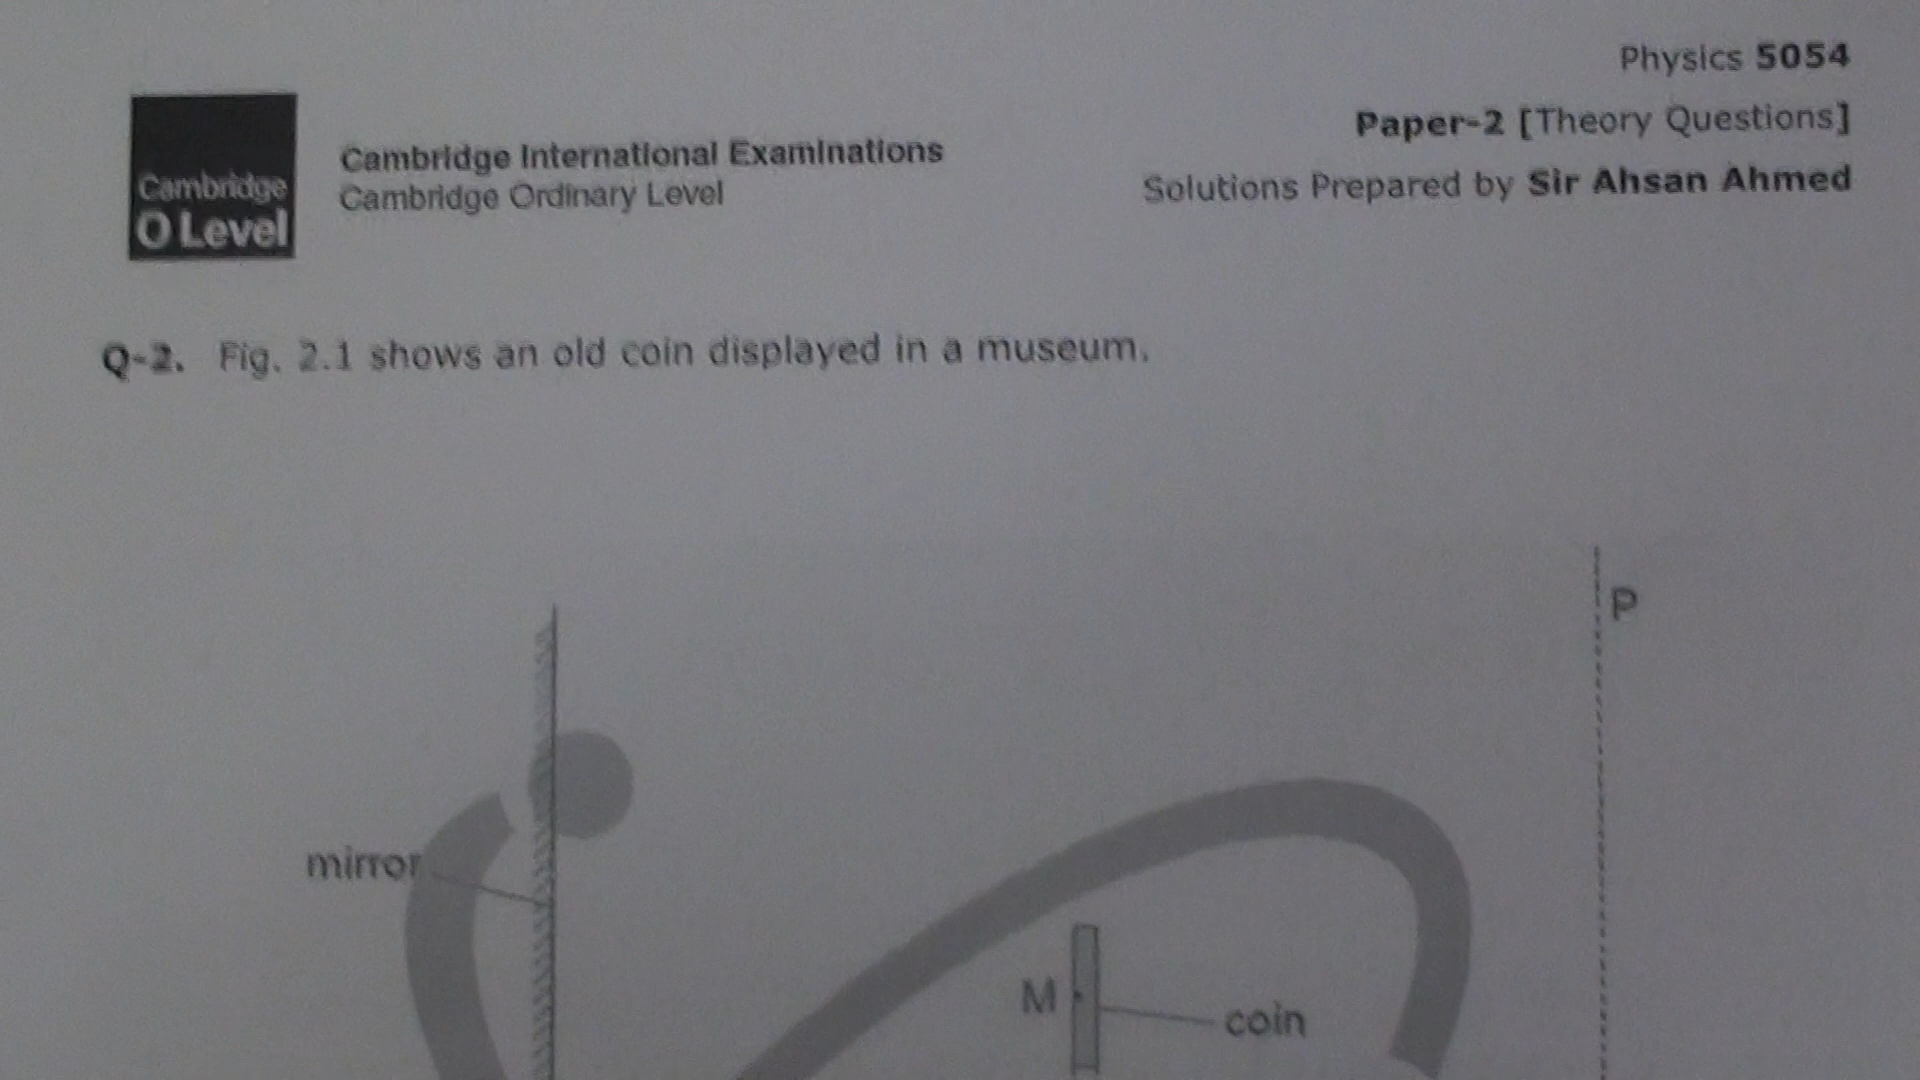 Physics 5054
Paper-2 [Theory Questions]
Solutions Prepared by Sir Ahsan Ahmed
Cambridge
O Level
Cambridge International Examinations
Cambridge Ordinary Level
Q-2. Fig. 2.1 shows an old coin displayed in a museum.
P
mirror
M
coin